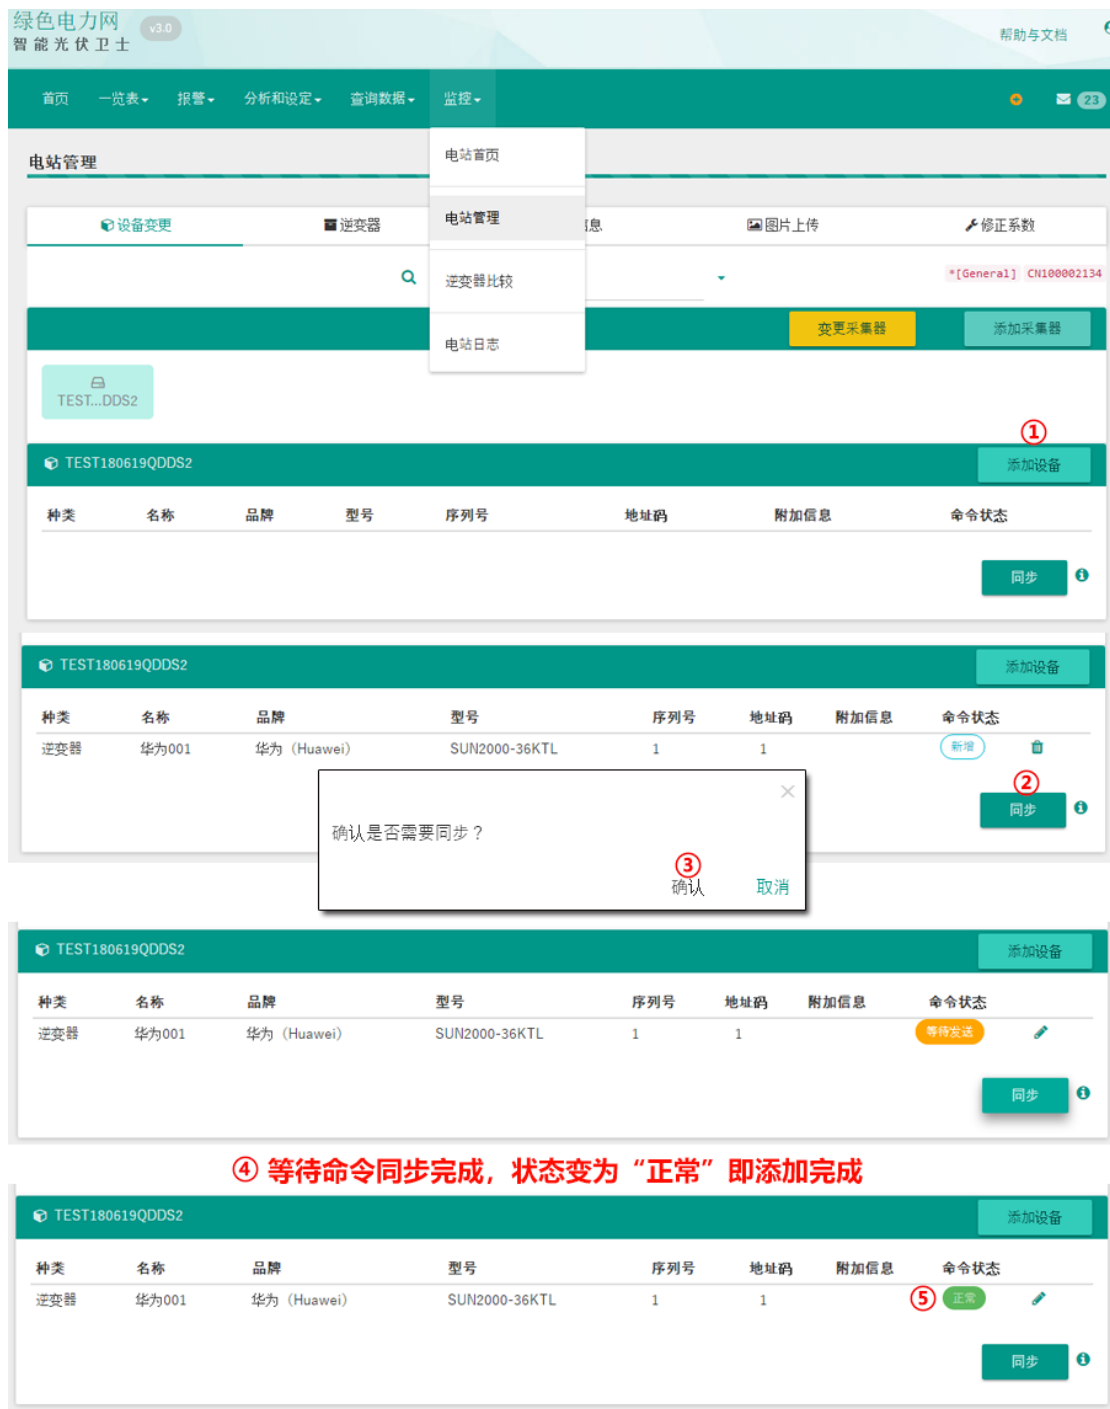 绿色电力网 v3.0
智能光伏卫士
帮助与文档
首页 一览表 报警 分析和设定 查询数据 监控 23
电站管理
电站首页
电站管理
逆变器比较
电站日志
设备变更 逆变器 息 图片上传 修正系数
*[General] CN100002134
变更采集器 添加采集器
TEST...DDS2
①
TEST180619QDDS2 添加设备
种类 名称 品牌 型号 序列号 地址码 附加信息 命令状态
同步
TEST180619QDDS2 添加设备
种类 名称 品牌 型号 序列号 地址码 附加信息 命令状态
逆变器 华为001 华为（Huawei） SUN2000-36KTL 1 1 新增
②
同步
确认是否需要同步？
③
确认 取消
TEST180619QDDS2 添加设备
种类 名称 品牌 型号 序列号 地址码 附加信息 命令状态
逆变器 华为001 华为（Huawei） SUN2000-36KTL 1 1 等待发送
同步
④ 等待命令同步完成，状态变为“正常”即添加完成
TEST180619QDDS2 添加设备
种类 名称 品牌 型号 序列号 地址码 附加信息 命令状态
逆变器 华为001 华为（Huawei） SUN2000-36KTL 1 1 ⑤ 正常
同步